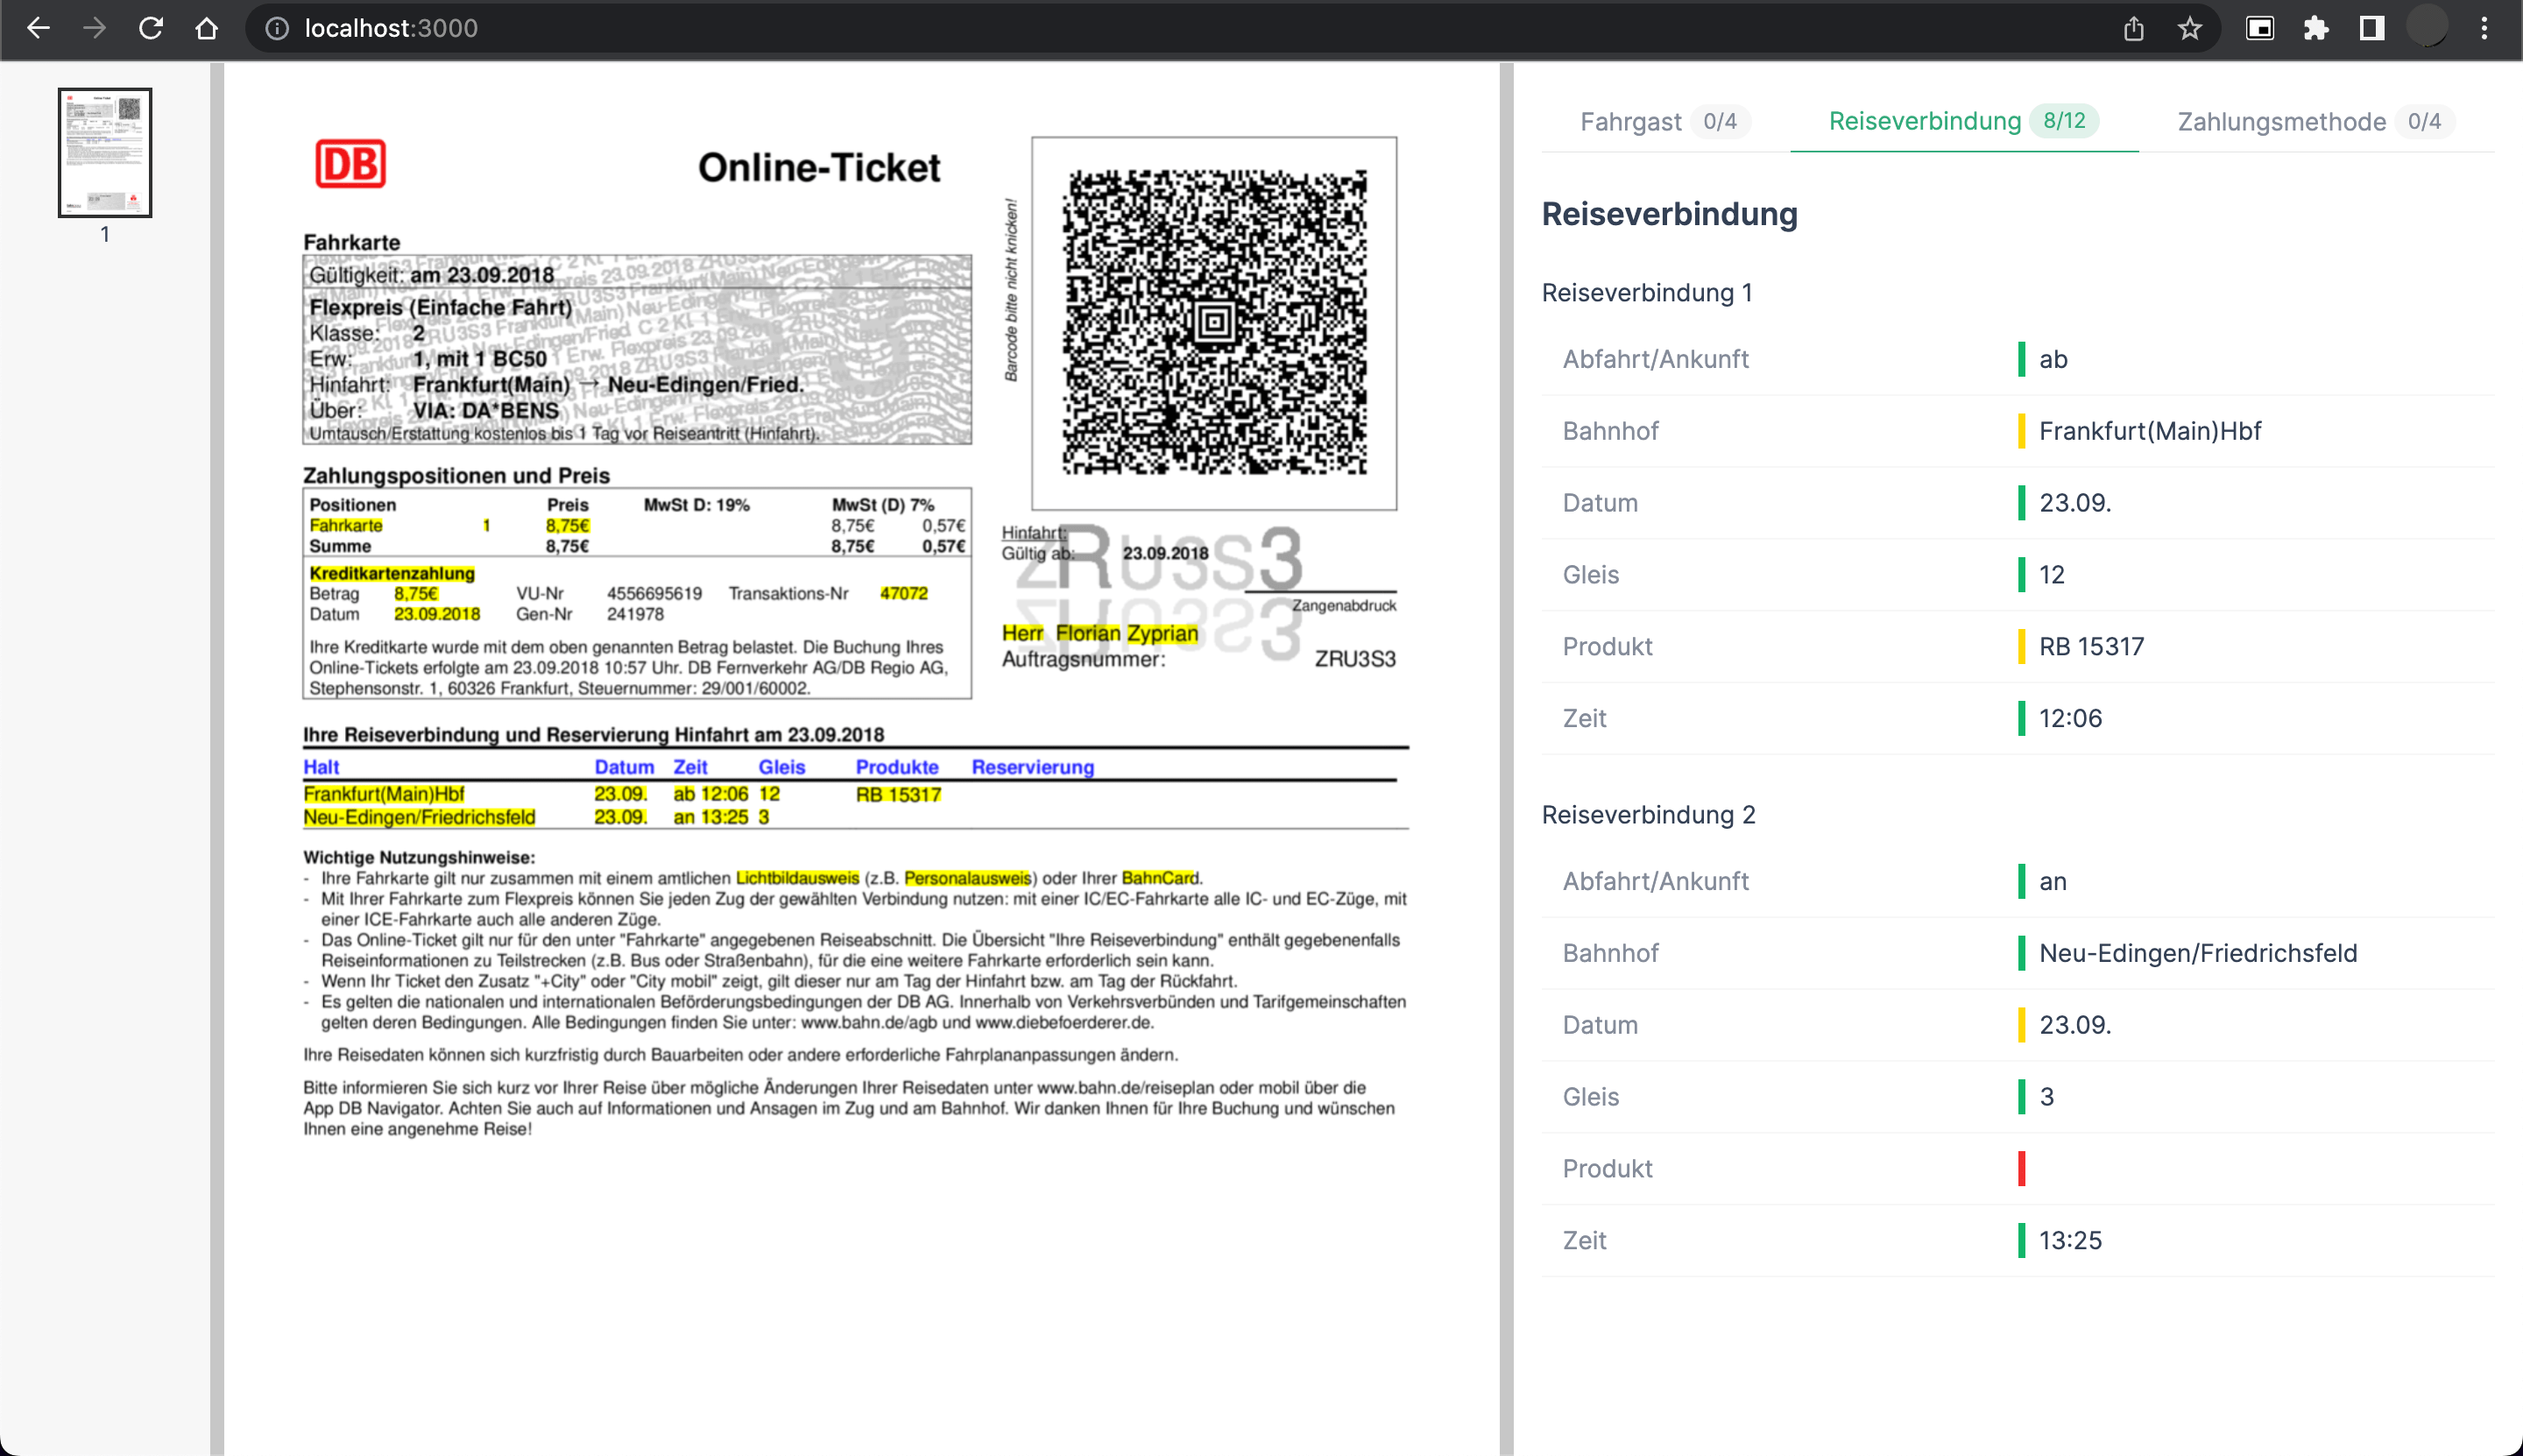 localhost:3000
1
DB
Online-Ticket
Barcode bitte nicht knicken!
Fahrkarte
Gültigkeit: am 23.09.2018
Flexpreis (Einfache Fahrt)
Klasse: 2
Erw: 1, mit 1 BC50
Hinfahrt: Frankfurt(Main) → Neu-Edingen/Fried.
Über: VIA: DA*BENS
Umtausch/Erstattung kostenlos bis 1 Tag vor Reiseantritt (Hinfahrt).
Zahlungspositionen und Preis
Positionen Preis MwSt D: 19% MwSt (D) 7%
Fahrkarte 1 8,75€ 8,75€ 0,57€
Summe 8,75€ 8,75€ 0,57€
Kreditkartenzahlung
Betrag 8,75€ VU-Nr 4556695619 Transaktions-Nr 47072
Datum 23.09.2018 Gen-Nr 241978
Ihre Kreditkarte wurde mit dem oben genannten Betrag belastet. Die Buchung Ihres
Online-Tickets erfolgte am 23.09.2018 10:57 Uhr. DB Fernverkehr AG/DB Regio AG,
Stephensonstr. 1, 60326 Frankfurt, Steuernummer: 29/001/60002.
Hinfahrt:
Gültig ab: 23.09.2018
ZRU3S3
Zangenabdruck
Herr Florian Zyprian
Auftragsnummer: ZRU3S3
Ihre Reiseverbindung und Reservierung Hinfahrt am 23.09.2018
Halt Datum Zeit Gleis Produkte Reservierung
Frankfurt(Main)Hbf 23.09. ab 12:06 12 RB 15317
Neu-Edingen/Friedrichsfeld 23.09. an 13:25 3
Wichtige Nutzungshinweise:
- Ihre Fahrkarte gilt nur zusammen mit einem amtlichen Lichtbildausweis (z.B. Personalausweis) oder Ihrer BahnCard.
- Mit Ihrer Fahrkarte zum Flexpreis können Sie jeden Zug der gewählten Verbindung nutzen: mit einer IC/EC-Fahrkarte alle IC- und EC-Züge, mit
einer ICE-Fahrkarte auch alle anderen Züge.
- Das Online-Ticket gilt nur für den unter "Fahrkarte" angegebenen Reiseabschnitt. Die Übersicht "Ihre Reiseverbindung" enthält gegebenenfalls
Reiseinformationen zu Teilstrecken (z.B. Bus oder Straßenbahn), für die eine weitere Fahrkarte erforderlich sein kann.
- Wenn Ihr Ticket den Zusatz "+City" oder "City mobil" zeigt, gilt dieser nur am Tag der Hinfahrt bzw. am Tag der Rückfahrt.
- Es gelten die nationalen und internationalen Beförderungsbedingungen der DB AG. Innerhalb von Verkehrsverbünden und Tarifgemeinschaften
gelten deren Bedingungen. Alle Bedingungen finden Sie unter: www.bahn.de/agb und www.diebefoerderer.de.
Ihre Reisedaten können sich kurzfristig durch Bauarbeiten oder andere erforderliche Fahrplananpassungen ändern.
Bitte informieren Sie sich kurz vor Ihrer Reise über mögliche Änderungen Ihrer Reisedaten unter www.bahn.de/reiseplan oder mobil über die
App DB Navigator. Achten Sie auch auf Informationen und Ansagen im Zug und am Bahnhof. Wir danken Ihnen für Ihre Buchung und wünschen
Ihnen eine angenehme Reise!
Fahrgast 0/4 Reiseverbindung 8/12 Zahlungsmethode 0/4
Reiseverbindung
Reiseverbindung 1
Abfahrt/Ankunft ab
Bahnhof Frankfurt(Main)Hbf
Datum 23.09.
Gleis 12
Produkt RB 15317
Zeit 12:06
Reiseverbindung 2
Abfahrt/Ankunft an
Bahnhof Neu-Edingen/Friedrichsfeld
Datum 23.09.
Gleis 3
Produkt
Zeit 13:25